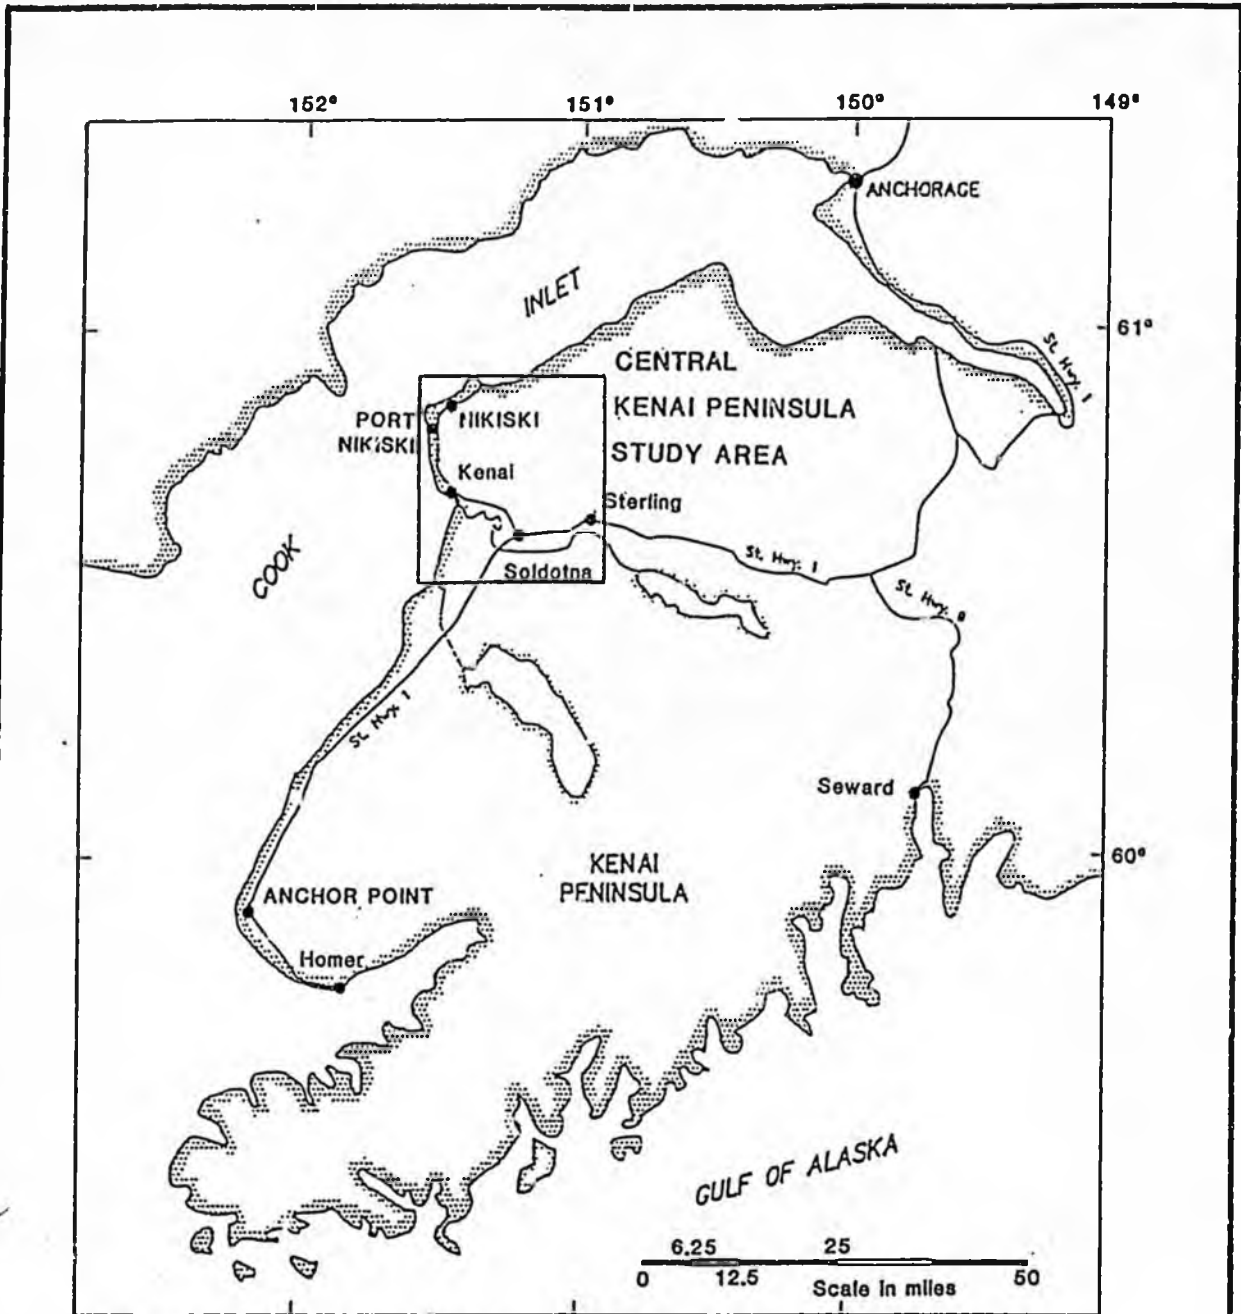 152° 151° 150° 149°
ANCHORAGE
INLET
61°
St. Hwy. 1
CENTRAL
KENAI PENINSULA
STUDY AREA
PORT
NIKISKI
NIKISKI
Kenai
Sterling
COOK
St. Hwy. 1
Soldotna
St. Hwy. 9
St. Hwy 1
Seward
60°
KENAI
PENINSULA
ANCHOR POINT
Homer
GULF OF ALASKA
6.25 25
0 12.5 50
Scale in miles